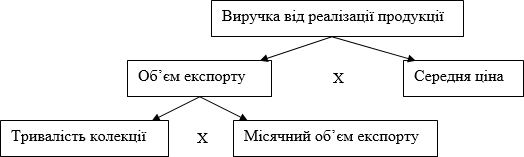 Виручка від реалізації продукції
Об’єм експорту X Середня ціна
Тривалість колекції X Місячний об’єм експорту